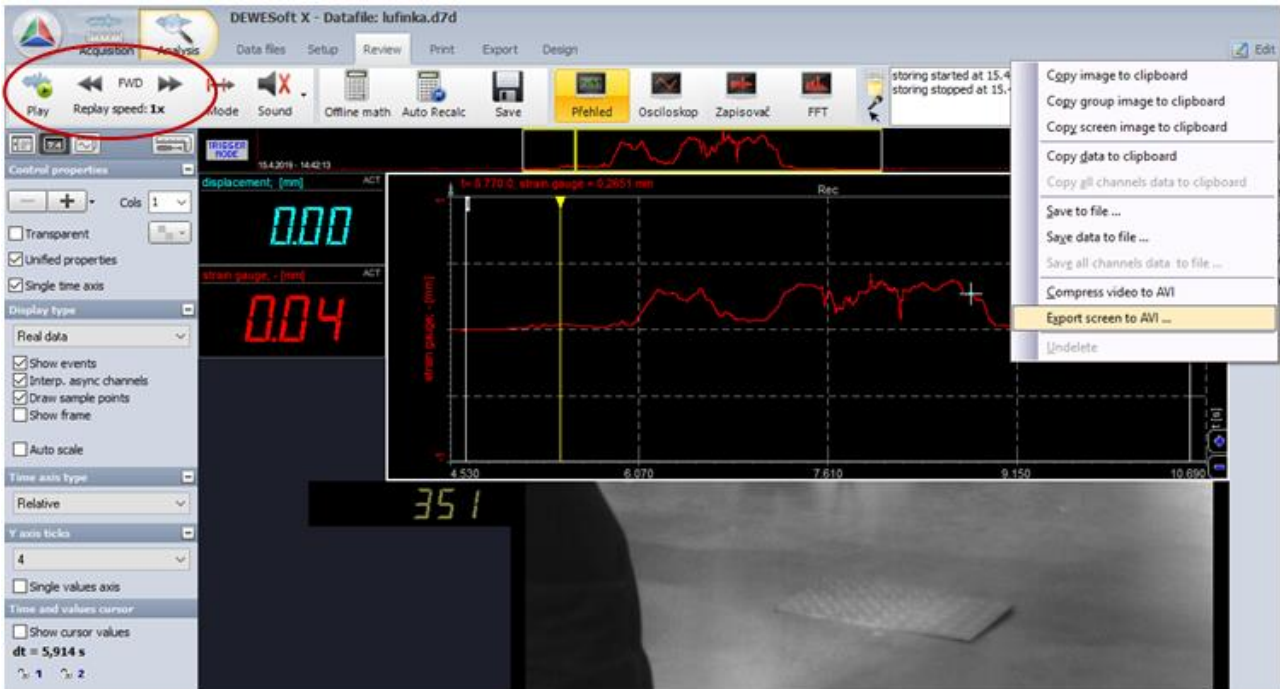 DEWESoft X - Datafile: lufinka.d7d
Acquisition Analysis Data files Setup Review Print Export Design Edit
Play FWD Replay speed: 1x Mode Sound Offline math Auto Recalc Save Přehled Osciloskop Zapisovač FFT
storing started at 15.4
storing stopped at 15.4
Copy image to clipboard
Copy group image to clipboard
Copy screen image to clipboard
Copy data to clipboard
Copy all channels data to clipboard
Save to file ...
Save data to file ...
Save all channels data to file ...
Compress video to AVI
Export screen to AVI ...
Undelete
Control properties
Cols 1
Transparent
Unified properties
Single time axis
Display type
Real data
Show events
Interp. async channels
Draw sample points
Show frame
Auto scale
Time axis type
Relative
Y axis ticks
4
Single values axis
Time and values cursor
Show cursor values
dt = 5,914 s
1 2
TRIGGER
MODE
15.4.2019 - 14:42:13
displacement; [mm] ACT
0.00
strain gauge, - [mm] ACT
0.04
Rec
strain gauge, - [mm]
4.530 6.070 7.610 9.150 10.690
t [s]
351